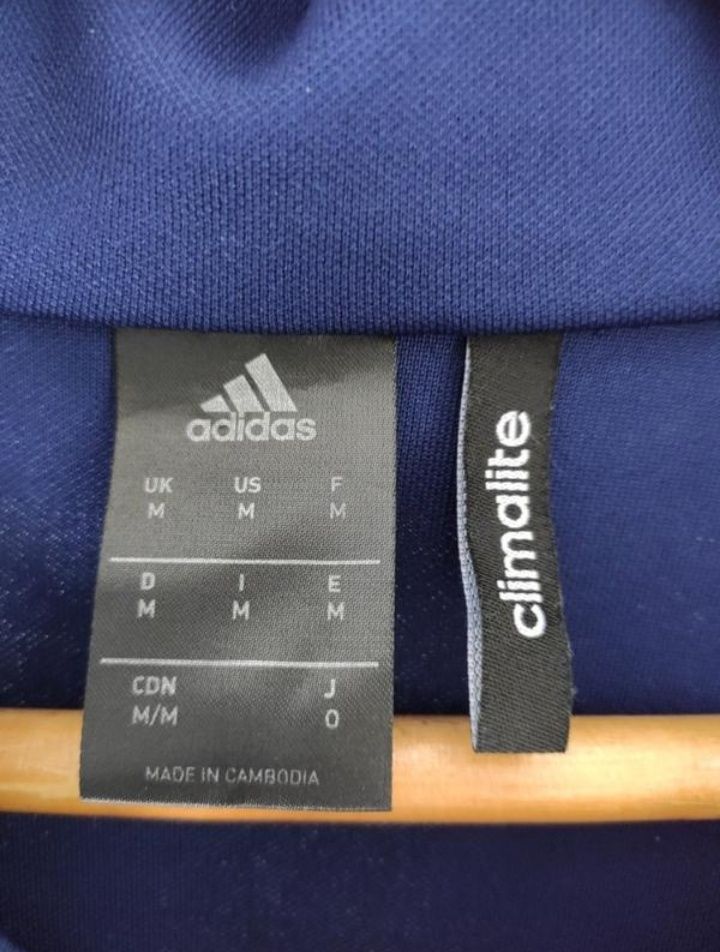 adidas
UK US F
M M M
D I E
M M M
CDN J
M/M O
MADE IN CAMBODIA
climalite